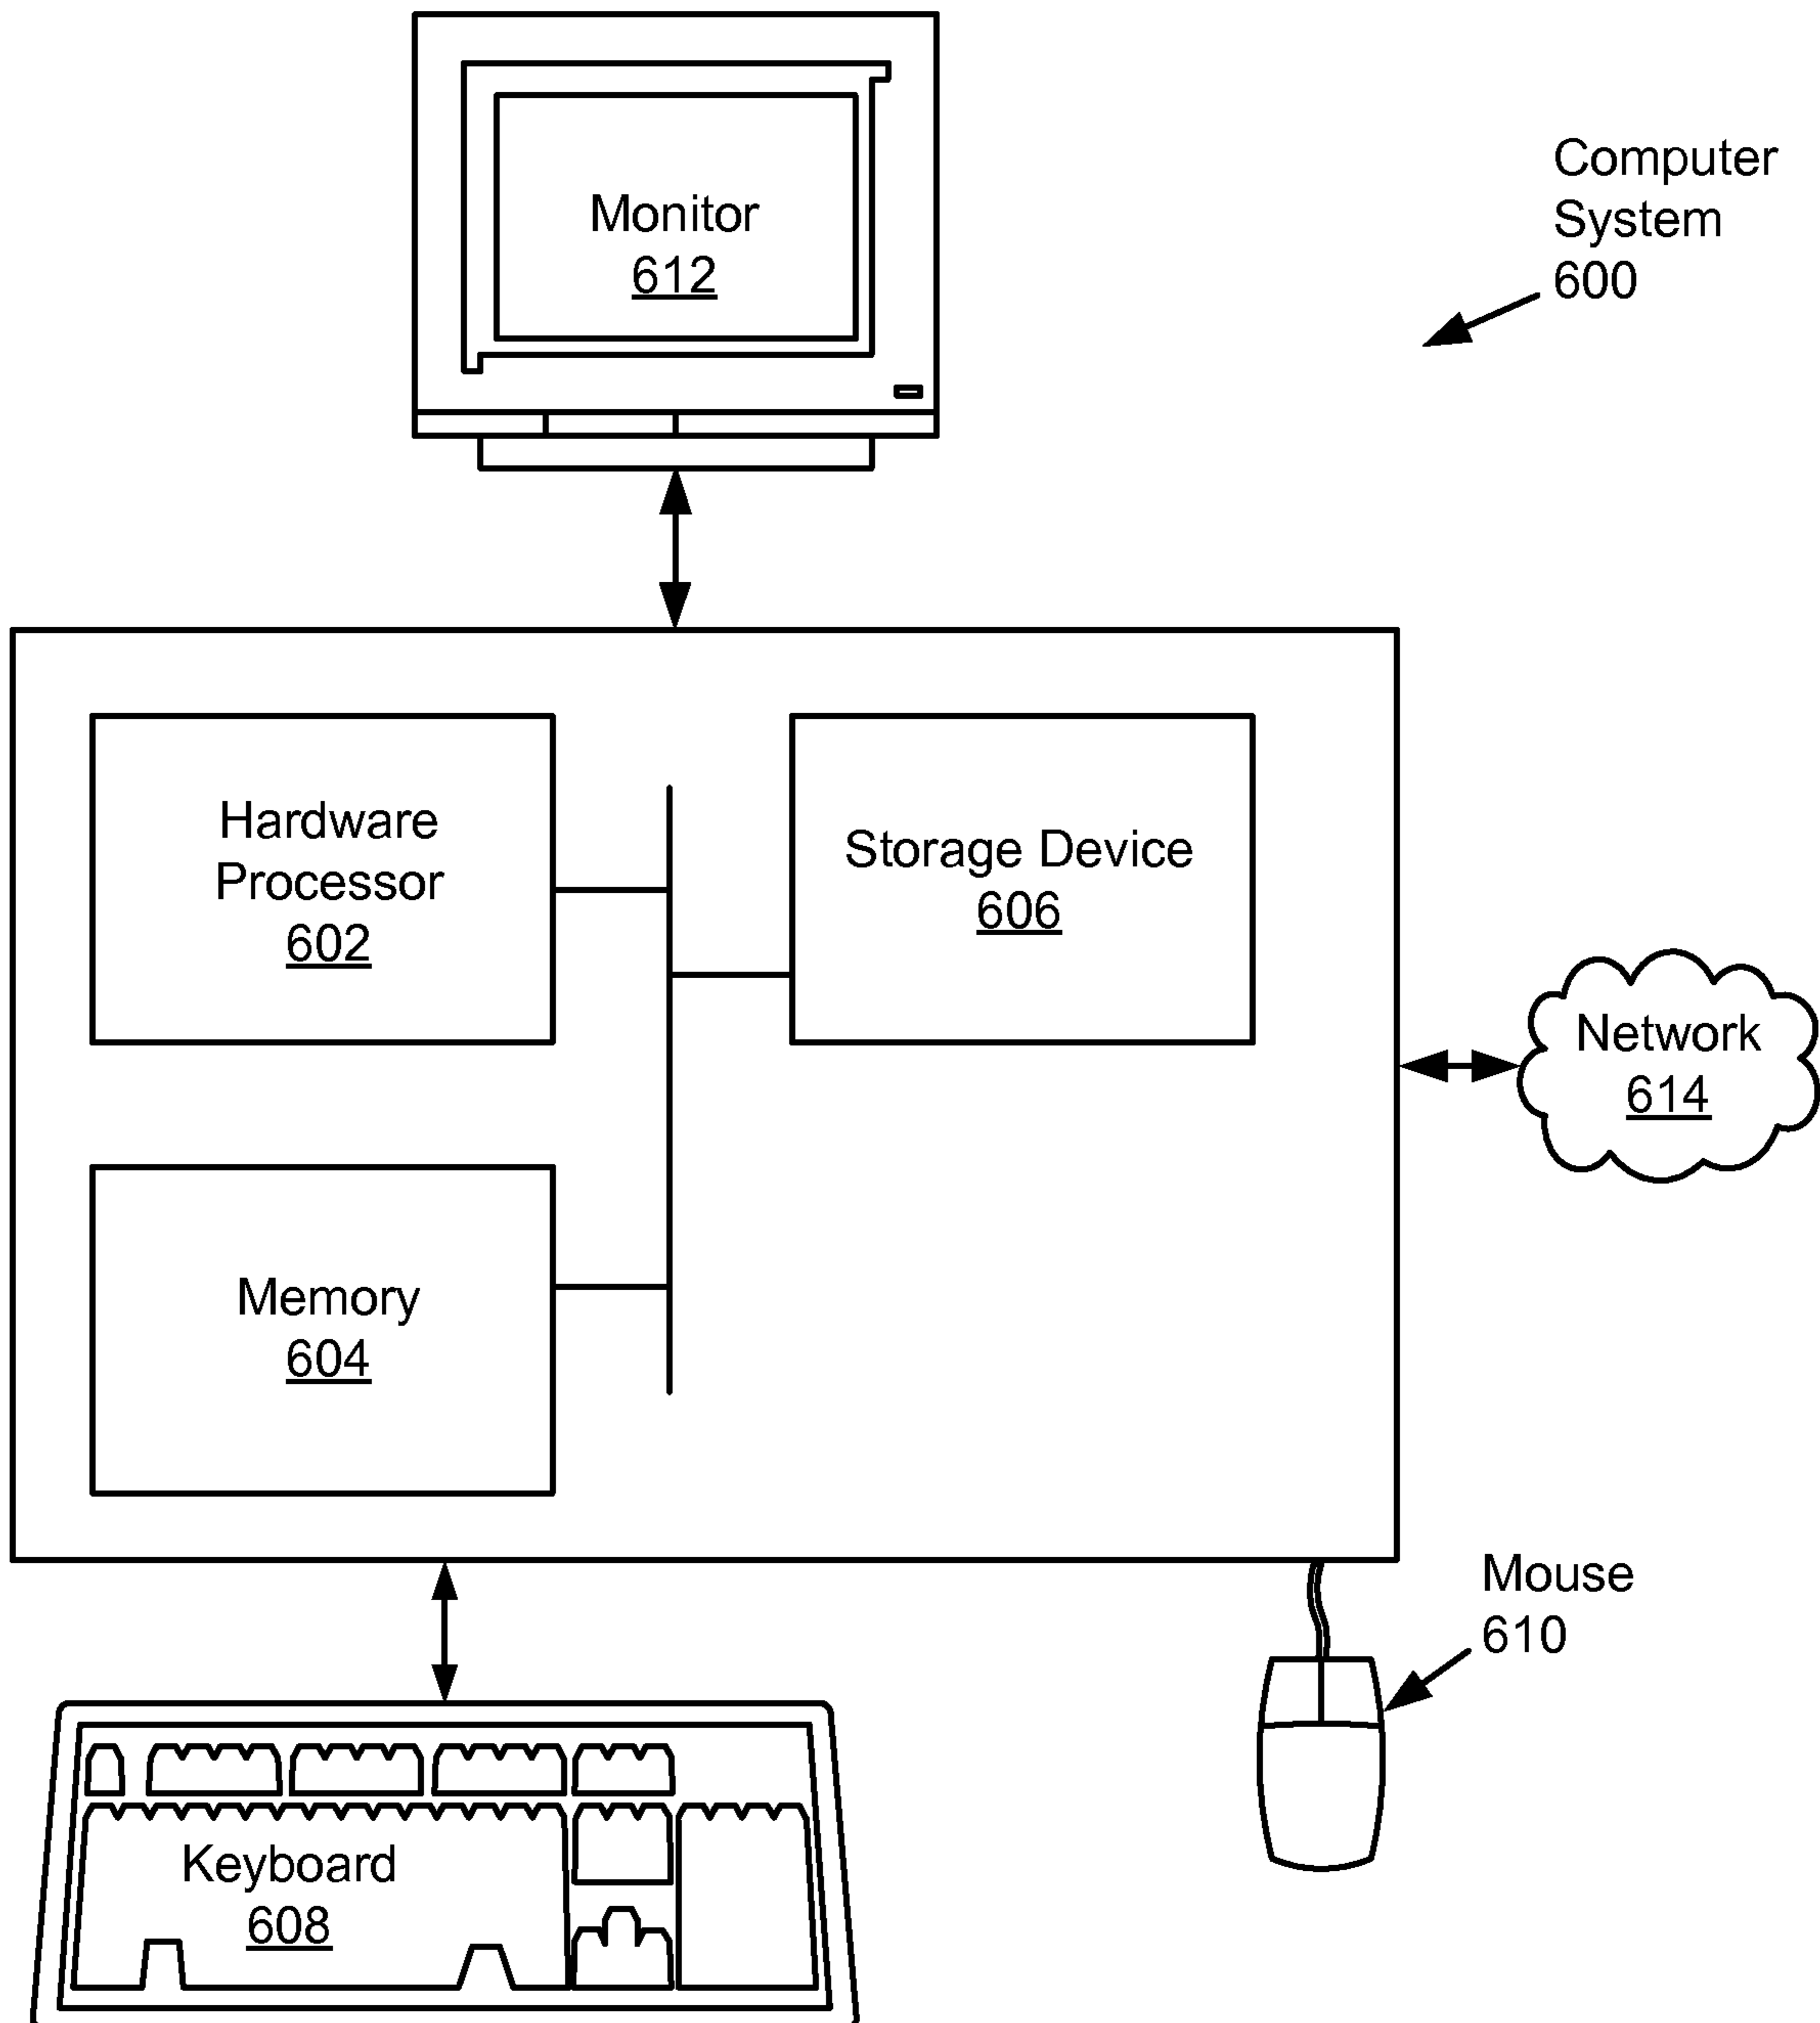 Monitor
612
Computer
System
600
Hardware
Processor
602
Storage Device
606
Network
614
Memory
604
Mouse
610
Keyboard
608